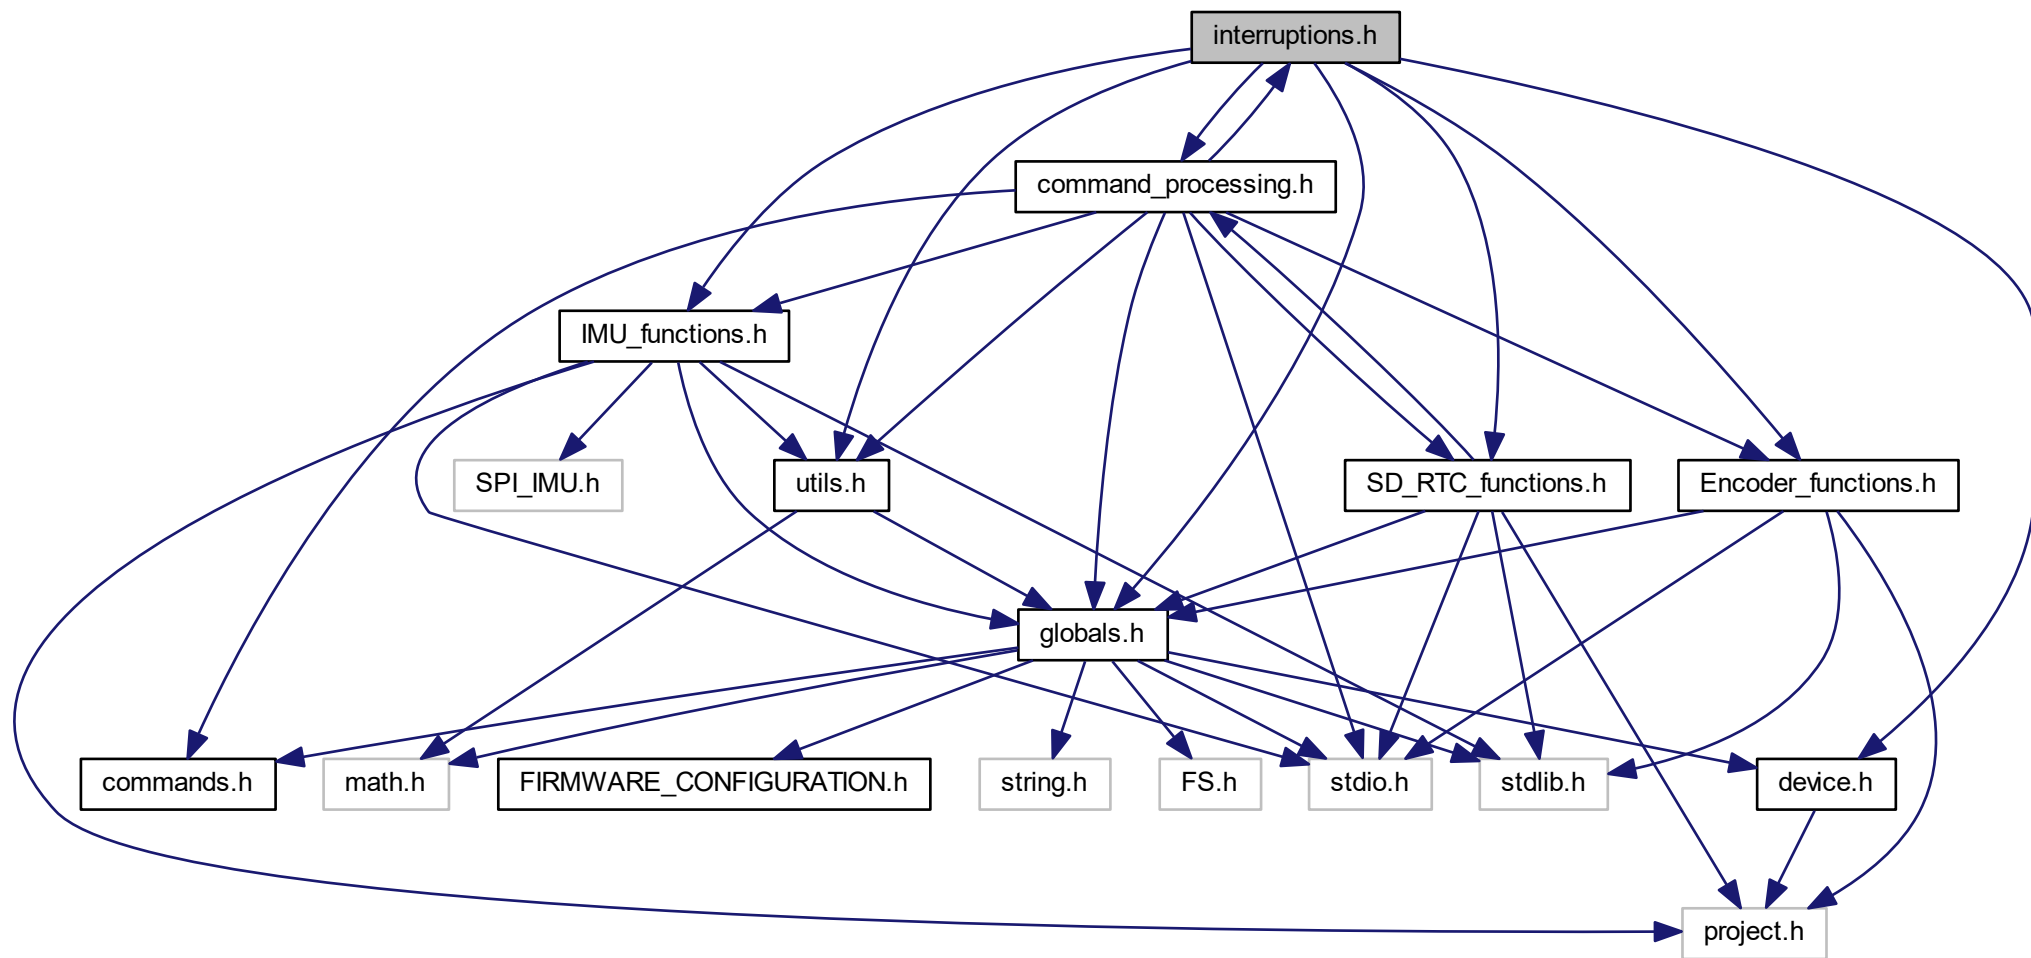 interruptions.h
command_processing.h
IMU_functions.h
SPI_IMU.h
utils.h
SD_RTC_functions.h
Encoder_functions.h
globals.h
commands.h
math.h
FIRMWARE_CONFIGURATION.h
string.h
FS.h
stdio.h
stdlib.h
device.h
project.h